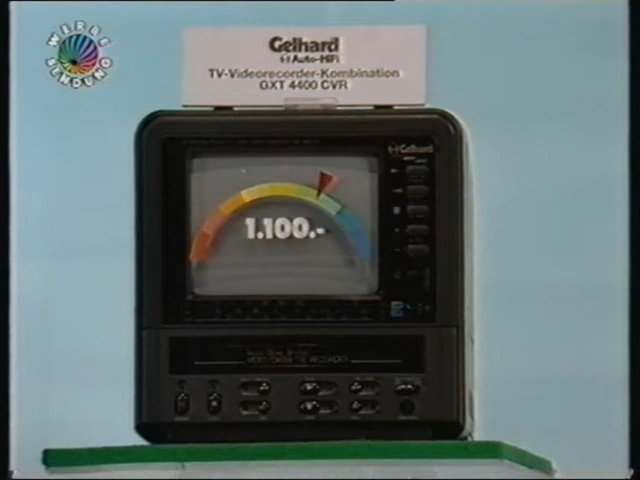 WERBE
SENDUNG
Gelhard
Auto-HiFi
TV-Videorecorder-Kombination
GXT 4400 CVR
Gelhard
1.100.-